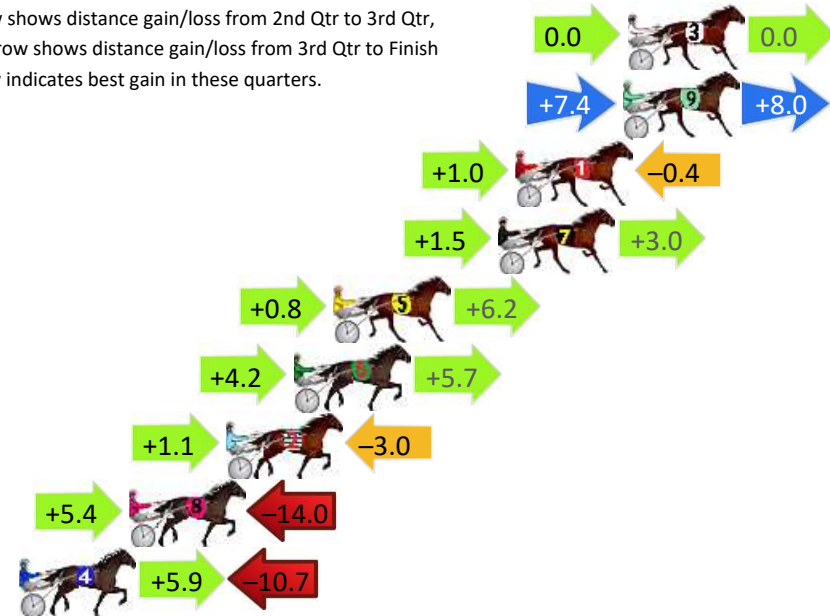 shows distance gain/loss from 2nd Qtr to 3rd Qtr,
row shows distance gain/loss from 3rd Qtr to Finish
indicates best gain in these quarters.
0.0 3 0.0
+7.4 9 +8.0
+1.0 1 –0.4
+1.5 7 +3.0
+0.8 5 +6.2
+4.2 6 +5.7
+1.1 2 –3.0
+5.4 8 –14.0
4 +5.9 –10.7